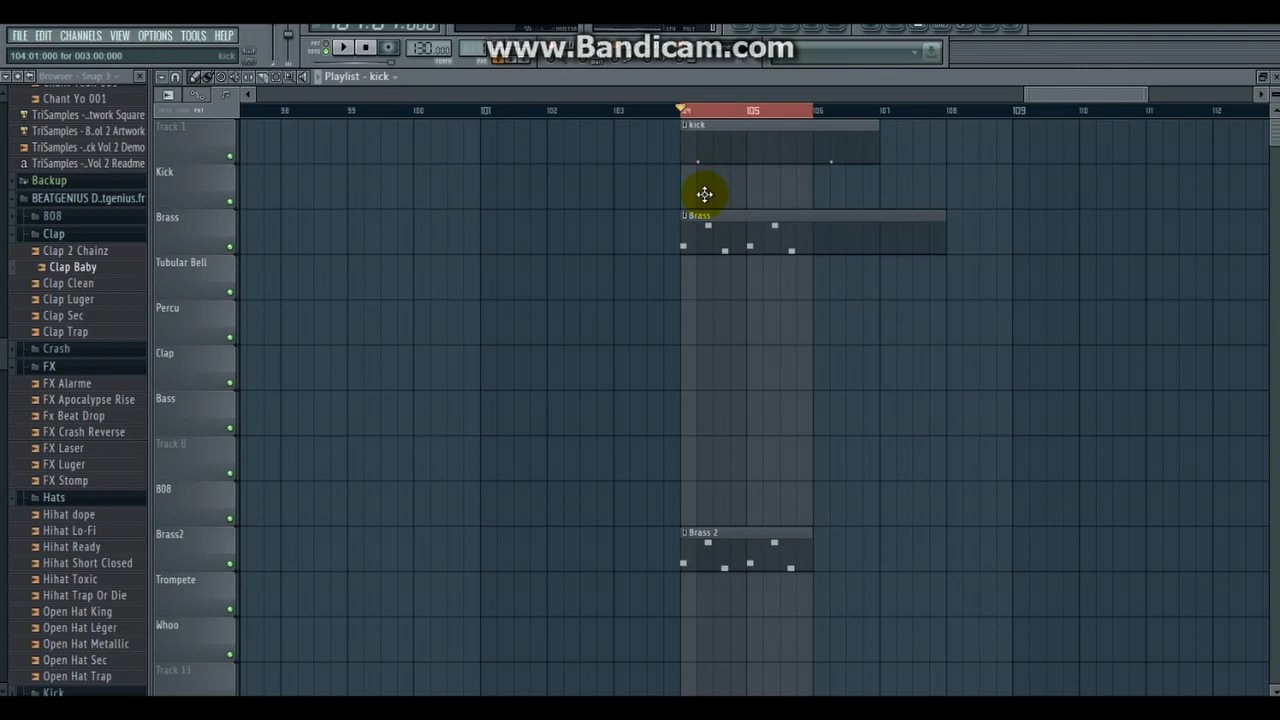 www.Bandicam.com
FILE EDIT CHANNELS VIEW OPTIONS TOOLS HELP
104:01:000 for 003:00:000 kick
130.000
Browser - Snap 3
Playlist - kick
98 99 101 102 103 105 106 107 109 110 111 112
Chant Yo 001
TriSamples - ..twork Square
TriSamples - 8..ol 2 Artwork
TriSamples -..ck Vol 2 Demo
TriSamples -..Vol 2 Readme
Backup
BEATGENIUS D..tgenius.fr
808
Clap
Clap 2 Chainz
Clap Baby
Clap Clean
Clap Luger
Clap Sec
Clap Trap
Crash
FX
FX Alarme
FX Apocalypse Rise
Fx Beat Drop
FX Crash Reverse
FX Laser
FX Luger
FX Stomp
Hats
Hihat dope
Hihat Lo-Fi
Hihat Ready
Hihat Short Closed
Hihat Toxic
Hihat Trap Or Die
Open Hat King
Open Hat Léger
Open Hat Metallic
Open Hat Sec
Open Hat Trap
Kick
Track 1
Kick
Brass
Tubular Bell
Percu
Clap
Bass
Track 8
808
Brass2
Trompete
Whoo
Track 13
kick
Brass
Brass 2